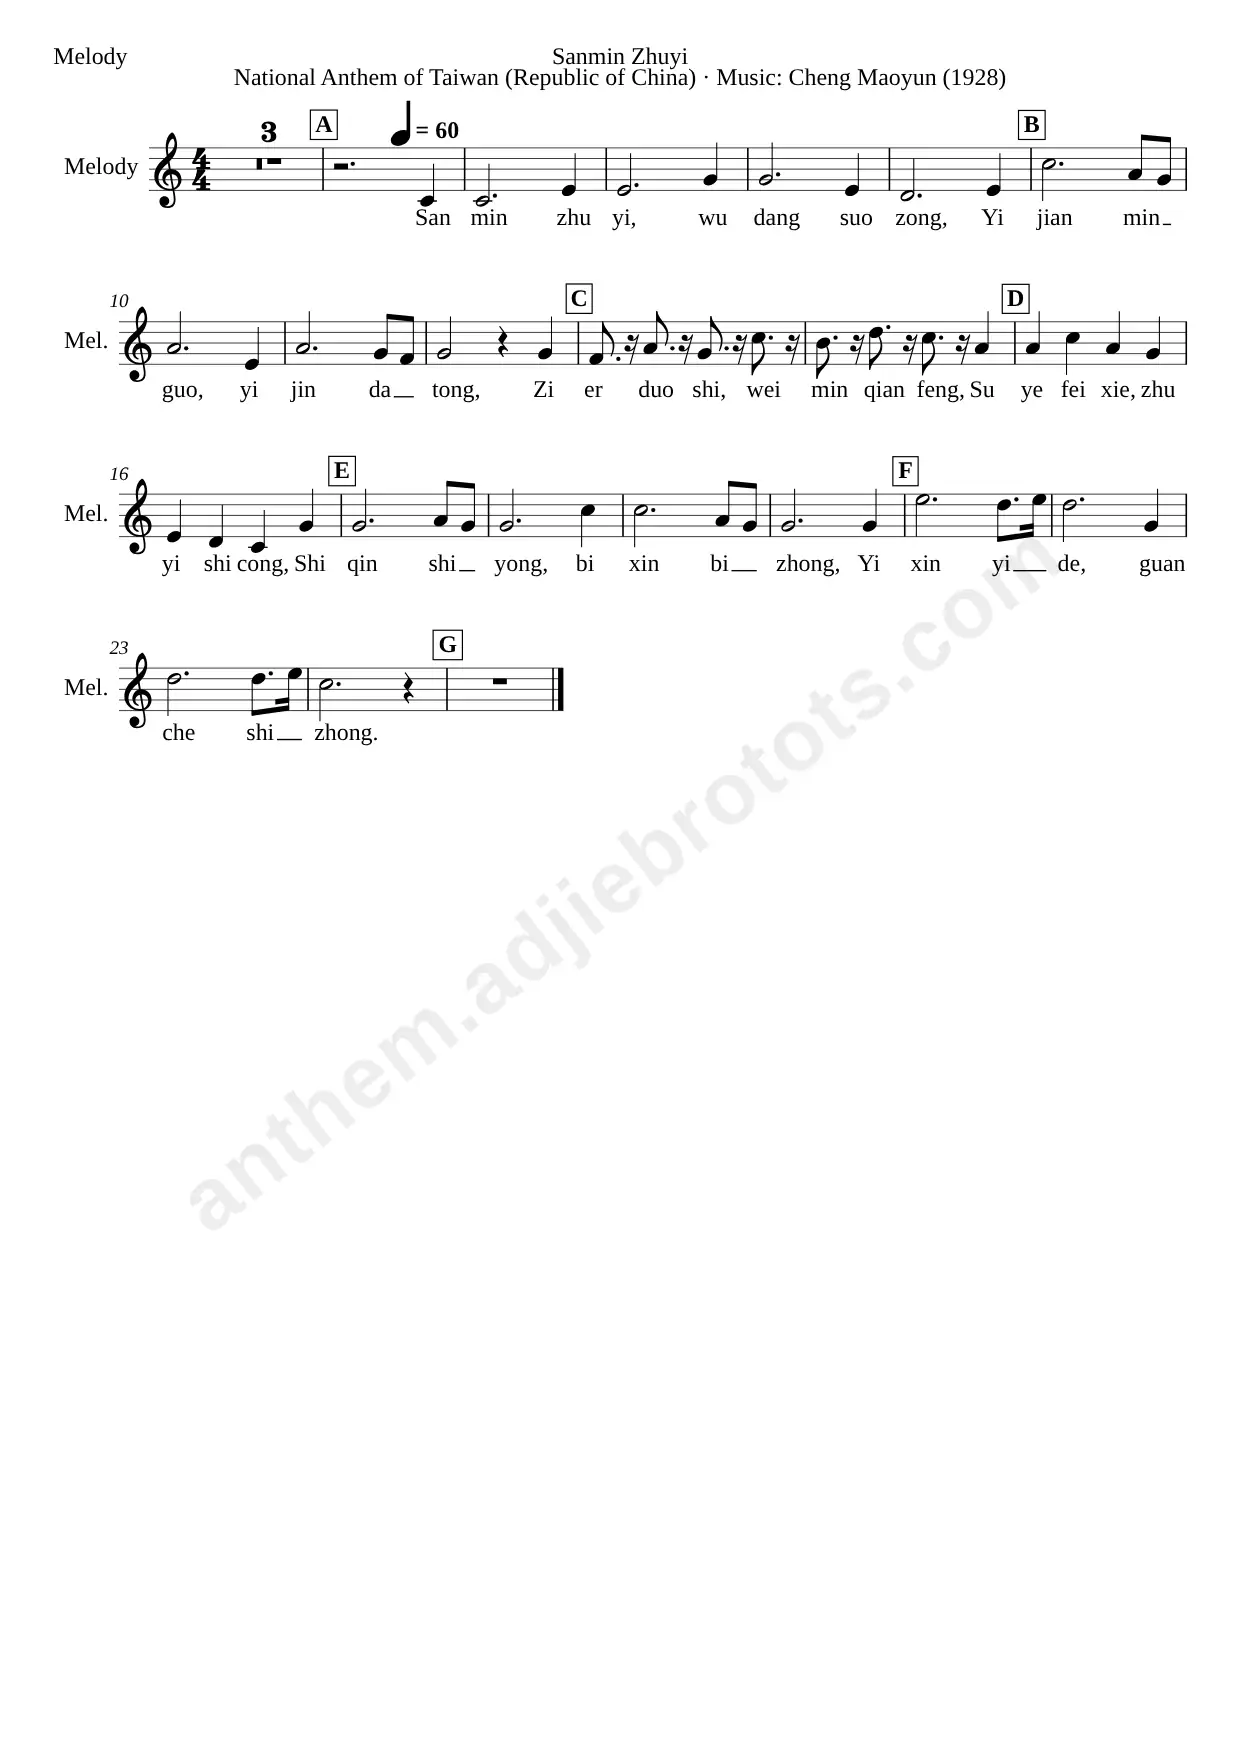 Melody
Sanmin Zhuyi
National Anthem of Taiwan (Republic of China) · Music: Cheng Maoyun (1928)
3 A = 60 B
Melody
4/4
San min zhu yi, wu dang suo zong, Yi jian min
10 C D
Mel.
guo, yi jin da tong, Zi er duo shi, wei min qian feng, Su ye fei xie, zhu
16 E F
Mel.
yi shi cong, Shi qin shi yong, bi xin bi zhong, Yi xin yi de, guan
23 G
Mel.
che shi zhong.
anthem.adjiebrotots.com